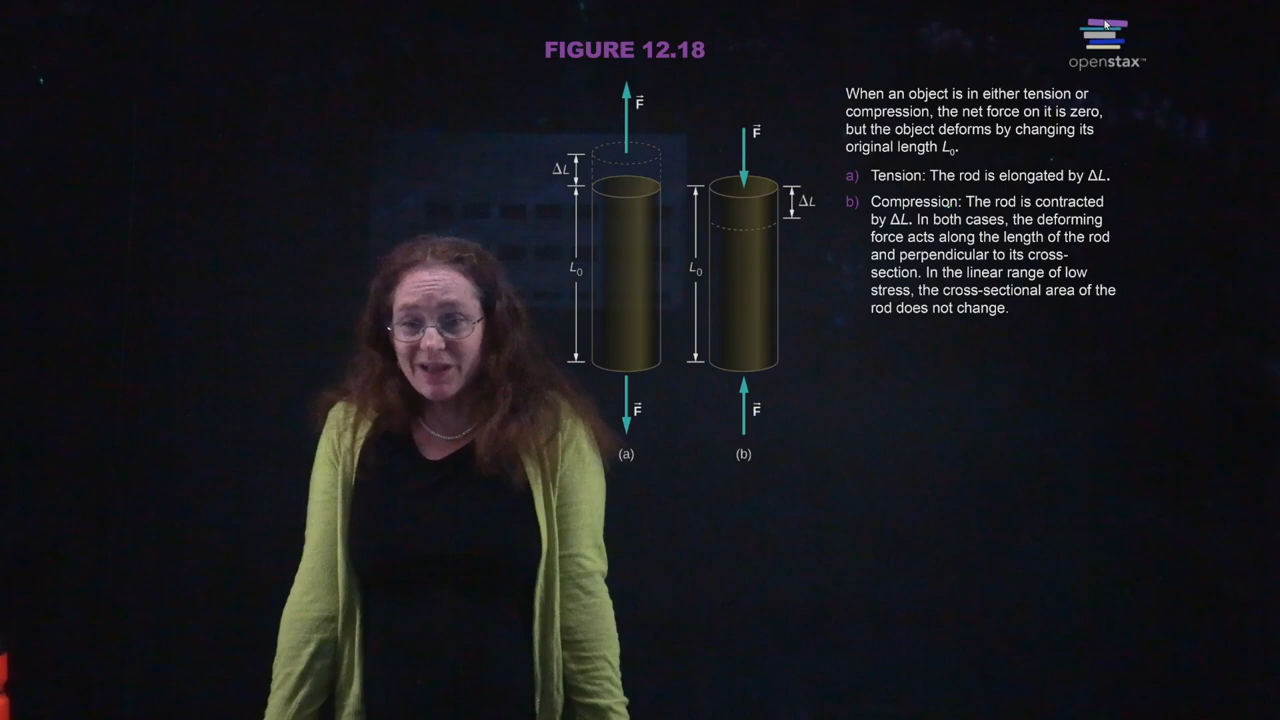 FIGURE 12.18
openstax™
When an object is in either tension or
compression, the net force on it is zero,
but the object deforms by changing its
original length L₀.
a) Tension: The rod is elongated by ΔL.
b) Compression: The rod is contracted
by ΔL. In both cases, the deforming
force acts along the length of the rod
and perpendicular to its cross-
section. In the linear range of low
stress, the cross-sectional area of the
rod does not change.
F⃗
F⃗
ΔL
ΔL
L₀
L₀
F⃗
F⃗
(a)
(b)